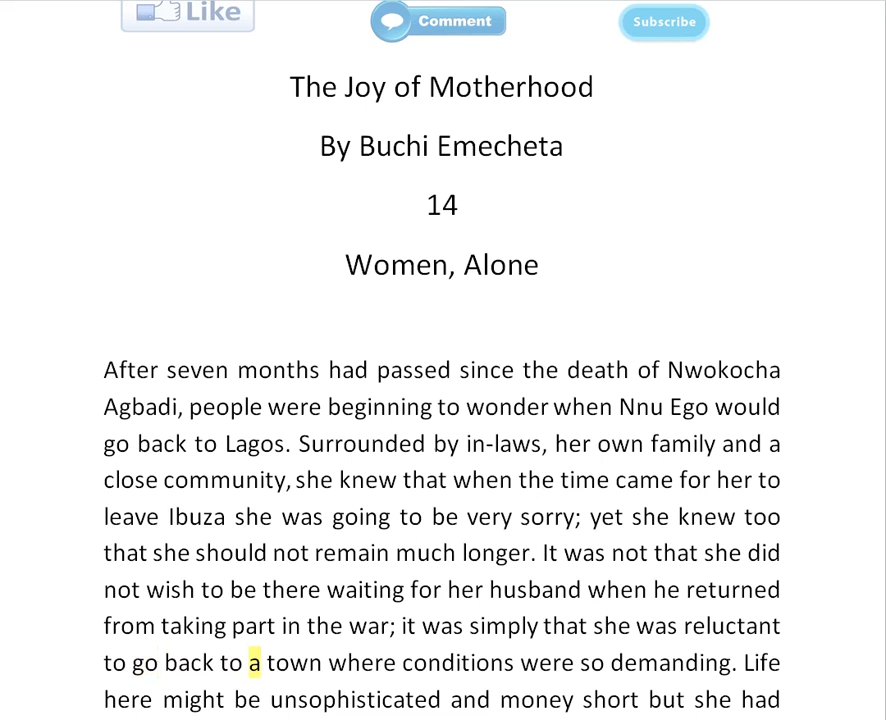 Like
Comment
Subscribe
The Joy of Motherhood
By Buchi Emecheta
14
Women, Alone
After seven months had passed since the death of Nwokocha
Agbadi, people were beginning to wonder when Nnu Ego would
go back to Lagos. Surrounded by in-laws, her own family and a
close community, she knew that when the time came for her to
leave Ibuza she was going to be very sorry; yet she knew too
that she should not remain much longer. It was not that she did
not wish to be there waiting for her husband when he returned
from taking part in the war; it was simply that she was reluctant
to go back to a town where conditions were so demanding. Life
here might be unsophisticated and money short but she had